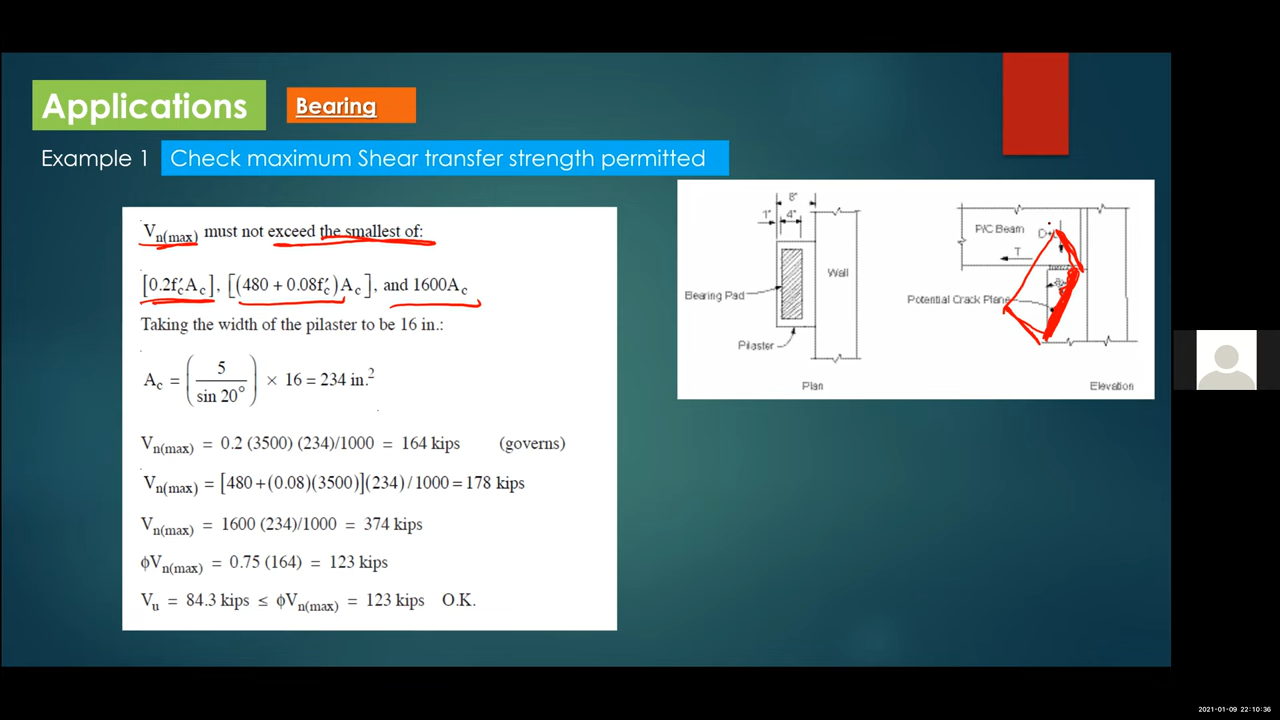 Applications
Bearing
Example 1 Check maximum Shear transfer strength permitted
Vn(max) must not exceed the smallest of:
[0.2f′cAc], [(480 + 0.08f′c)Ac], and 1600Ac
Taking the width of the pilaster to be 16 in.:
Ac = (5 / sin 20°) × 16 = 234 in.²
Vn(max) = 0.2 (3500) (234)/1000 = 164 kips (governs)
Vn(max) = [480+(0.08)(3500)](234)/1000 = 178 kips
Vn(max) = 1600 (234)/1000 = 374 kips
ϕVn(max) = 0.75 (164) = 123 kips
Vu = 84.3 kips ≤ ϕVn(max) = 123 kips O.K.
8"
1" 4"
Wall
Bearing Pad
Pilaster
Plan
P/C Beam
T
Potential Crack Plane
Elevation
2021-01-09 22:10:36